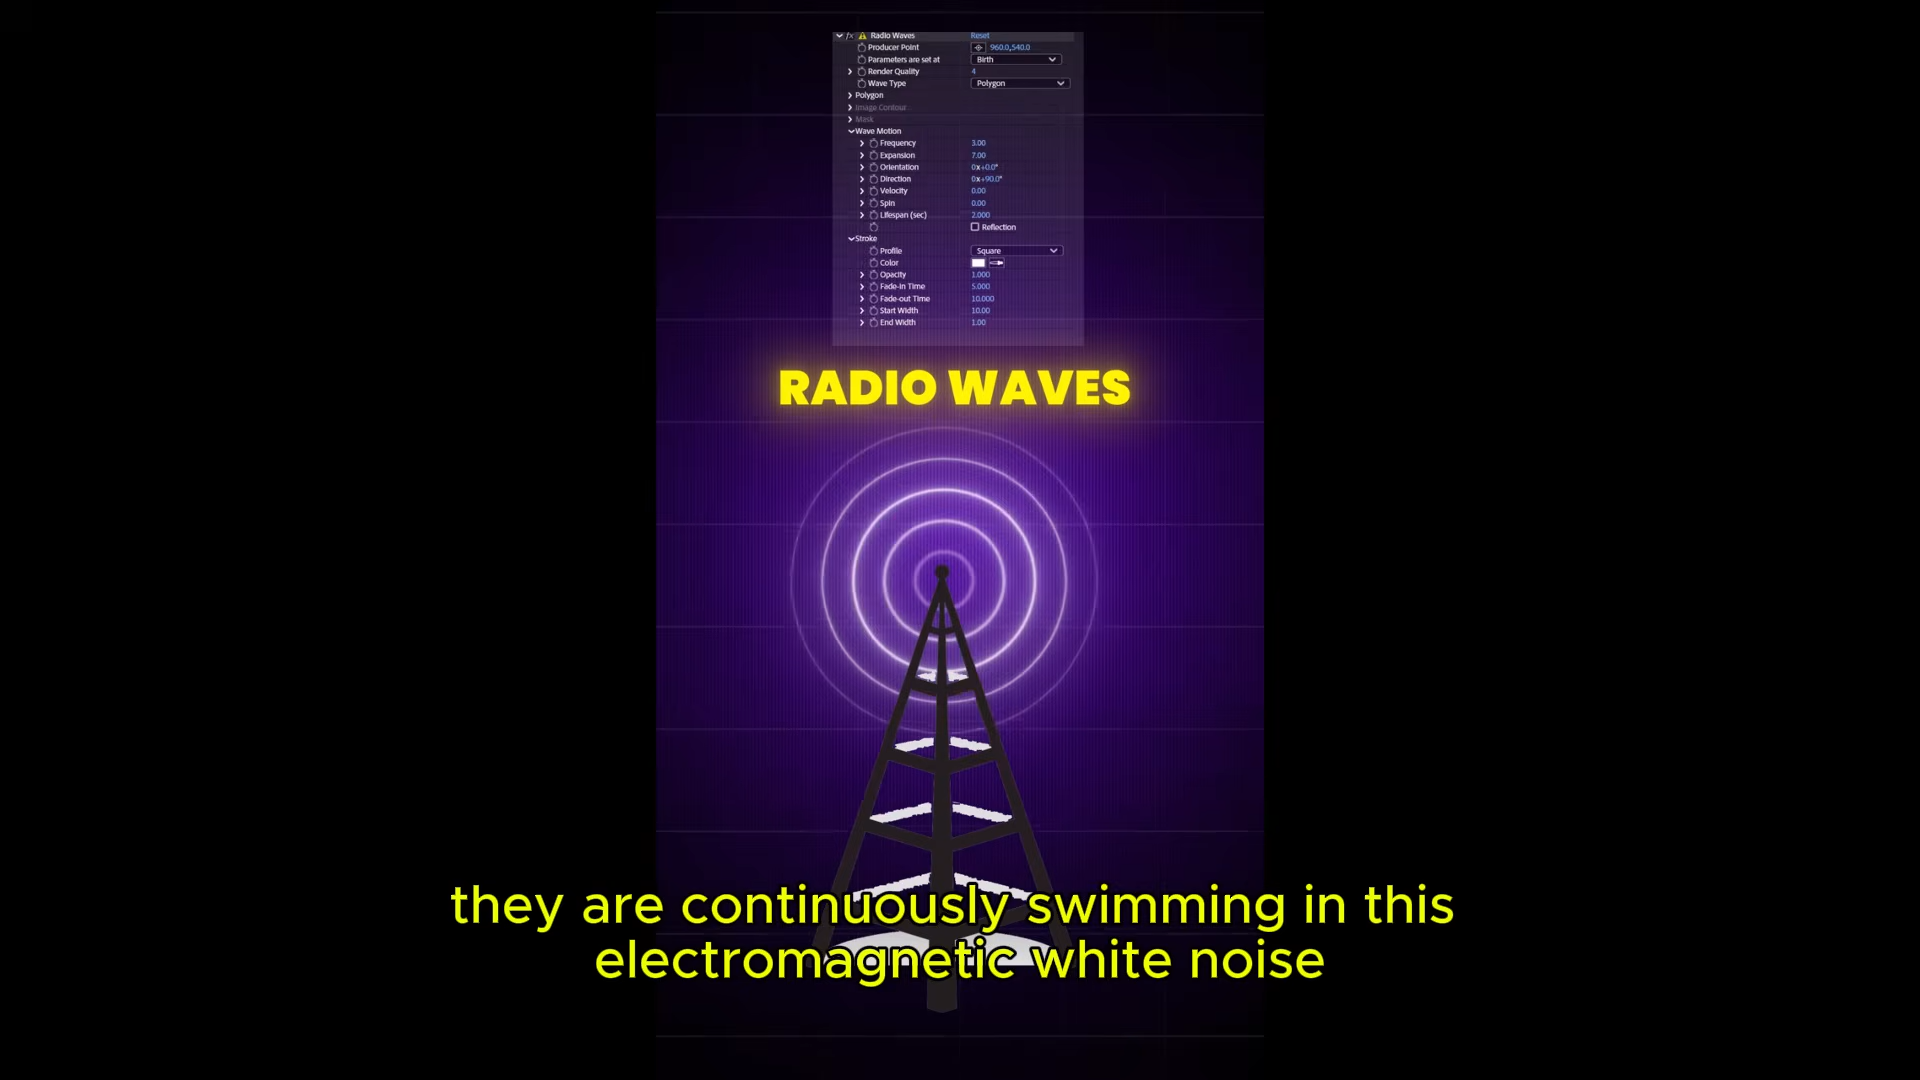 fx Radio Waves Reset
Producer Point 960.0,540.0
Parameters are set at Birth
Render Quality 4
Wave Type Polygon
Polygon
Image Contour
Mask
Wave Motion
Frequency 3.00
Expansion 7.00
Orientation 0x+0.0°
Direction 0x+90.0°
Velocity 0.00
Spin 0.00
Lifespan (sec) 2.000
Reflection
Stroke
Profile Square
Color
Opacity 1.000
Fade-in Time 5.000
Fade-out Time 10.000
Start Width 10.00
End Width 1.00
RADIO WAVES
they are continuously swimming in this
electromagnetic white noise